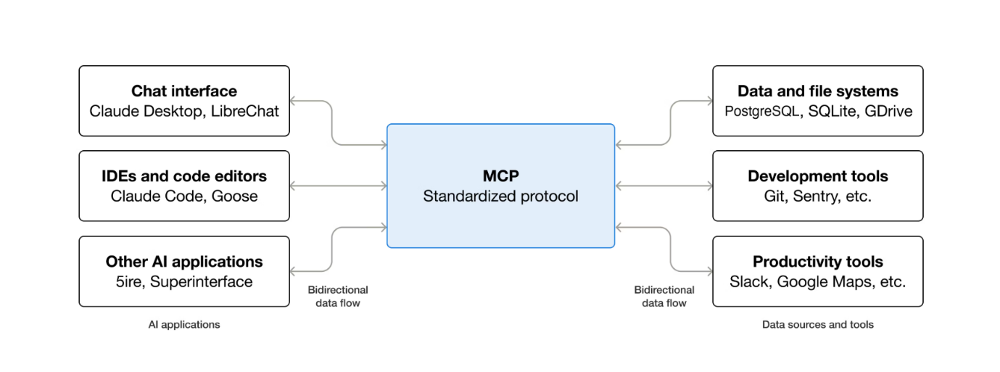 Chat interface
Claude Desktop, LibreChat
IDEs and code editors
Claude Code, Goose
Other AI applications
5ire, Superinterface
AI applications
Bidirectional
data flow
MCP
Standardized protocol
Bidirectional
data flow
Data and file systems
PostgreSQL, SQLite, GDrive
Development tools
Git, Sentry, etc.
Productivity tools
Slack, Google Maps, etc.
Data sources and tools